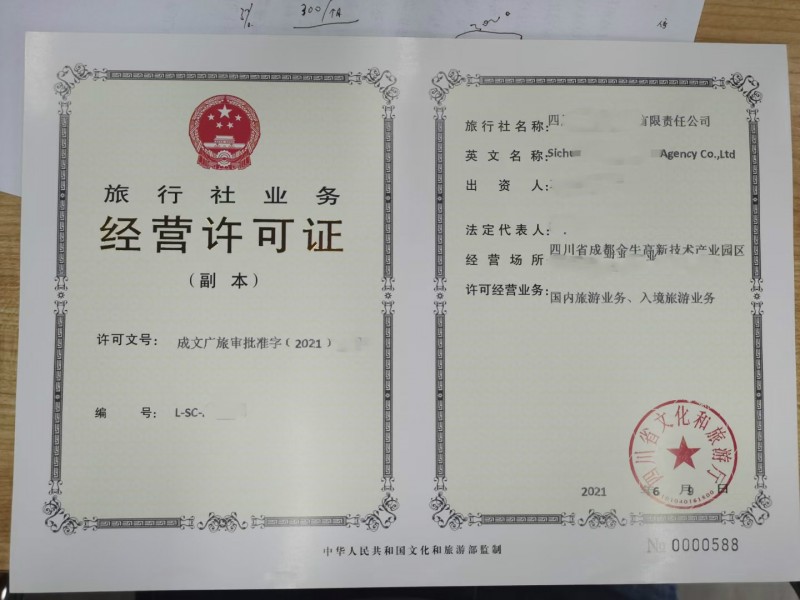 300/TA
旅行社业务
经营许可证
（副本）
许可文号： 成文广旅审批准字（2021）
编 号： L-SC-
旅行社名称： 四 有限责任公司
英文名称： Sichu Agency Co.,Ltd
出资人：
法定代表人：
经营场所 四川省成都金牛高新技术产业园区
许可经营业务： 国内旅游业务、入境旅游业务
四川省文化和旅游厅
2021 6月9日
中华人民共和国文化和旅游部监制
No 0000588